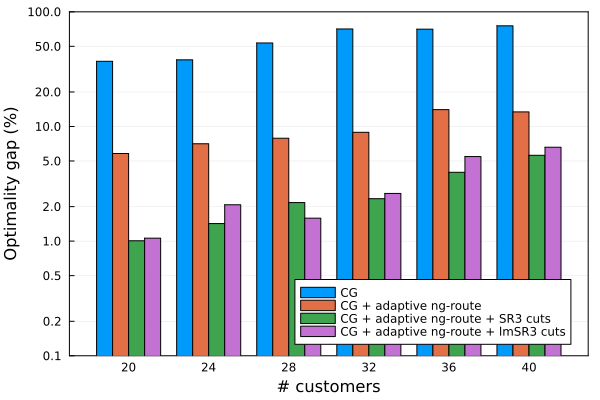 100.0
50.0
20.0
10.0
5.0
2.0
1.0
0.5
0.2
0.1
Optimality gap (%)
CG
CG + adaptive ng-route
CG + adaptive ng-route + SR3 cuts
CG + adaptive ng-route + lmSR3 cuts
20 24 28 32 36 40
# customers